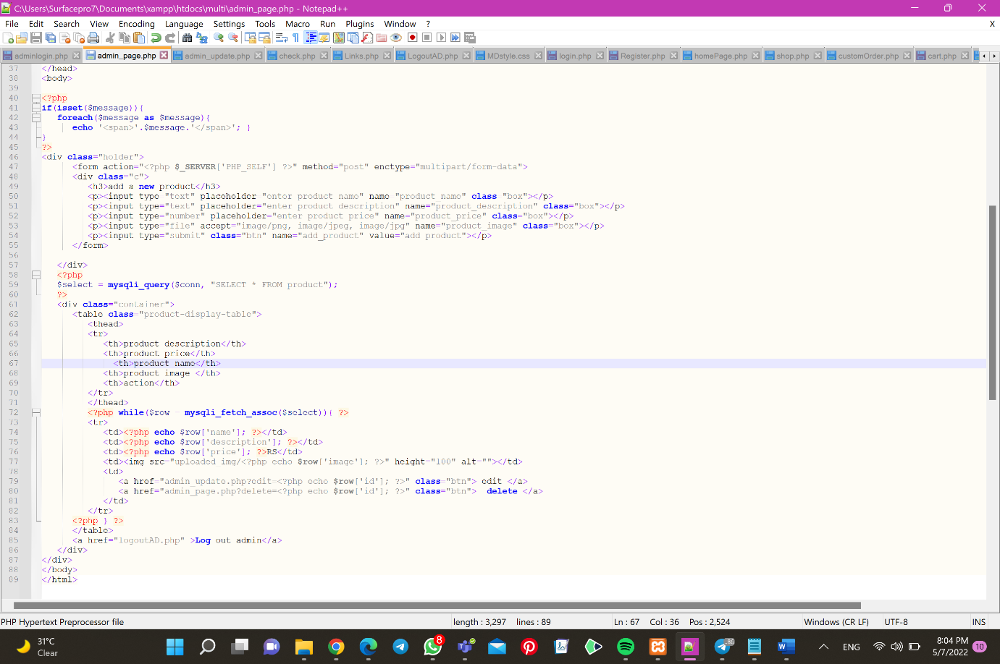 C:\Users\Surfacepro7\Documents\xampp\htdocs\multi\admin_page.php - Notepad++
File Edit Search View Encoding Language Settings Tools Macro Run Plugins Window ? X
adminlogin.php admin_page.php admin_update.php check.php Links.php LogoutAD.php MDstyle.css login.php Register.php homePage.php shop.php customOrder.php cart.php
37 </head>
38 <body>
39
40 <?php
41 if(isset($message)){
42 foreach($message as $message){
43 echo '<span>'.$message.'</span>'; }
44 }
45 ?>
46 <div class="holder">
47 <form action="<?php $_SERVER['PHP_SELF'] ?>" method="post" enctype="multipart/form-data">
48 <div class="c">
49 <h3>add a new product</h3>
50 <p><input type="text" placeholder="enter product name" name="product_name" class="box"></p>
51 <p><input type="text" placeholder="enter product description" name="product_description" class="box"></p>
52 <p><input type="number" placeholder="enter product price" name="product_price" class="box"></p>
53 <p><input type="file" accept="image/png, image/jpeg, image/jpg" name="product_image" class="box"></p>
54 <p><input type="submit" class="btn" name="add_product" value="add product"></p>
55 </form>
56
57 </div>
58 <?php
59 $select = mysqli_query($conn, "SELECT * FROM product");
60 ?>
61 <div class="container">
62 <table class="product-display-table">
63 <thead>
64 <tr>
65 <th>product description</th>
66 <th>product price</th>
67 <th>product name</th>
68 <th>product image </th>
69 <th>action</th>
70 </tr>
71 </thead>
72 <?php while($row = mysqli_fetch_assoc($select)){ ?>
73 <tr>
74 <td><?php echo $row['name']; ?></td>
75 <td><?php echo $row['description']; ?></td>
76 <td><?php echo $row['price']; ?>RS</td>
77 <td><img src="uploaded_img/<?php echo $row['image']; ?>" height="100" alt=""></td>
78 <td>
79 <a href="admin_update.php?edit=<?php echo $row['id']; ?>" class="btn"> edit </a>
80 <a href="admin_page.php?delete=<?php echo $row['id']; ?>" class="btn"> delete </a>
81 </td>
82 </tr>
83 <?php } ?>
84 </table>
85 <a href="logoutAD.php" >Log out admin</a>
86 </div>
87 </div>
88 </body>
89 </html>
PHP Hypertext Preprocessor file length : 3,297 lines : 89 Ln : 67 Col : 36 Pos : 2,524 Windows (CR LF) UTF-8 INS
31°C
Clear
8
86
ENG
8:04 PM
5/7/2022
10